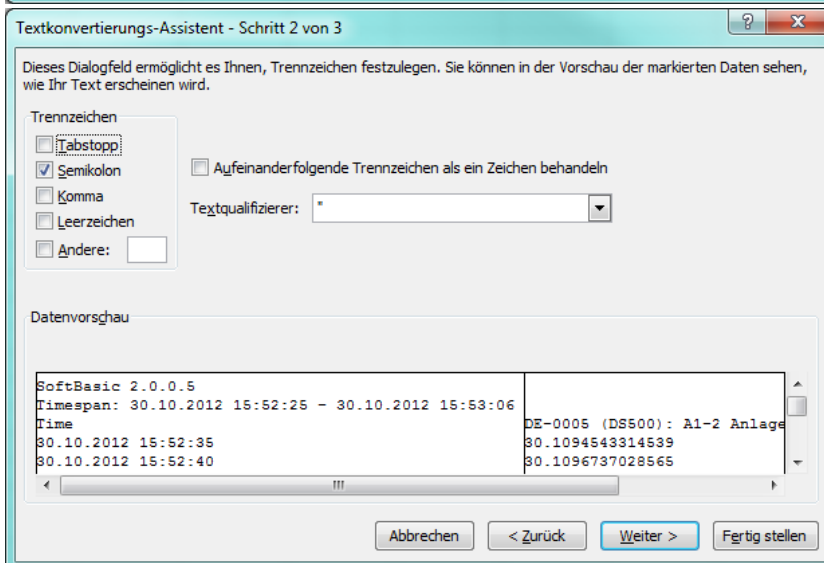 Textkonvertierungs-Assistent - Schritt 2 von 3
Dieses Dialogfeld ermöglicht es Ihnen, Trennzeichen festzulegen. Sie können in der Vorschau der markierten Daten sehen,
wie Ihr Text erscheinen wird.
Trennzeichen
Tabstopp
Semikolon
Komma
Leerzeichen
Andere:
Aufeinanderfolgende Trennzeichen als ein Zeichen behandeln
Textqualifizierer: "
Datenvorschau
SoftBasic 2.0.0.5
Timespan: 30.10.2012 15:52:25 - 30.10.2012 15:53:06
Time DE-0005 (DS500): A1-2 Anlage
30.10.2012 15:52:35 30.1094543314539
30.10.2012 15:52:40 30.1096737028565
Abbrechen < Zurück Weiter > Fertig stellen